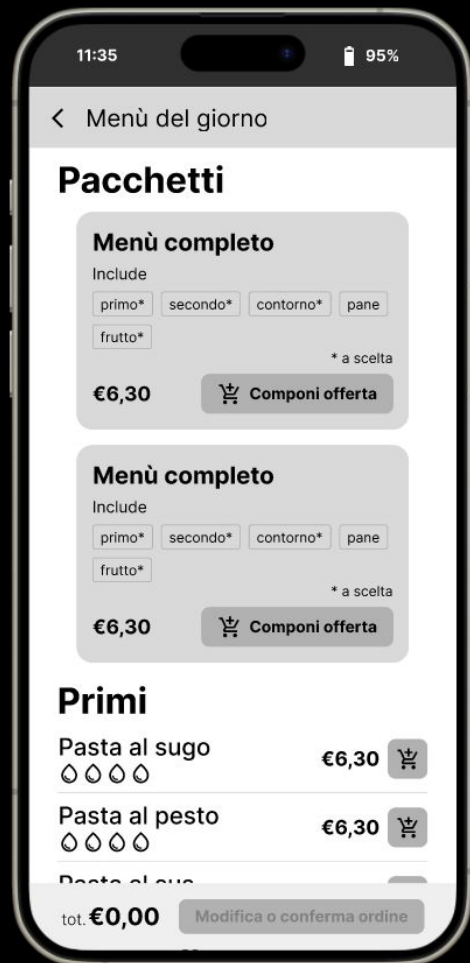 11:35
95%
Menù del giorno
Pacchetti
Menù completo
Include
primo* secondo* contorno* pane
frutto*
* a scelta
€6,30 Componi offerta
Menù completo
Include
primo* secondo* contorno* pane
frutto*
* a scelta
€6,30 Componi offerta
Primi
Pasta al sugo
€6,30
Pasta al pesto
€6,30
tot. €0,00 Modifica o conferma ordine